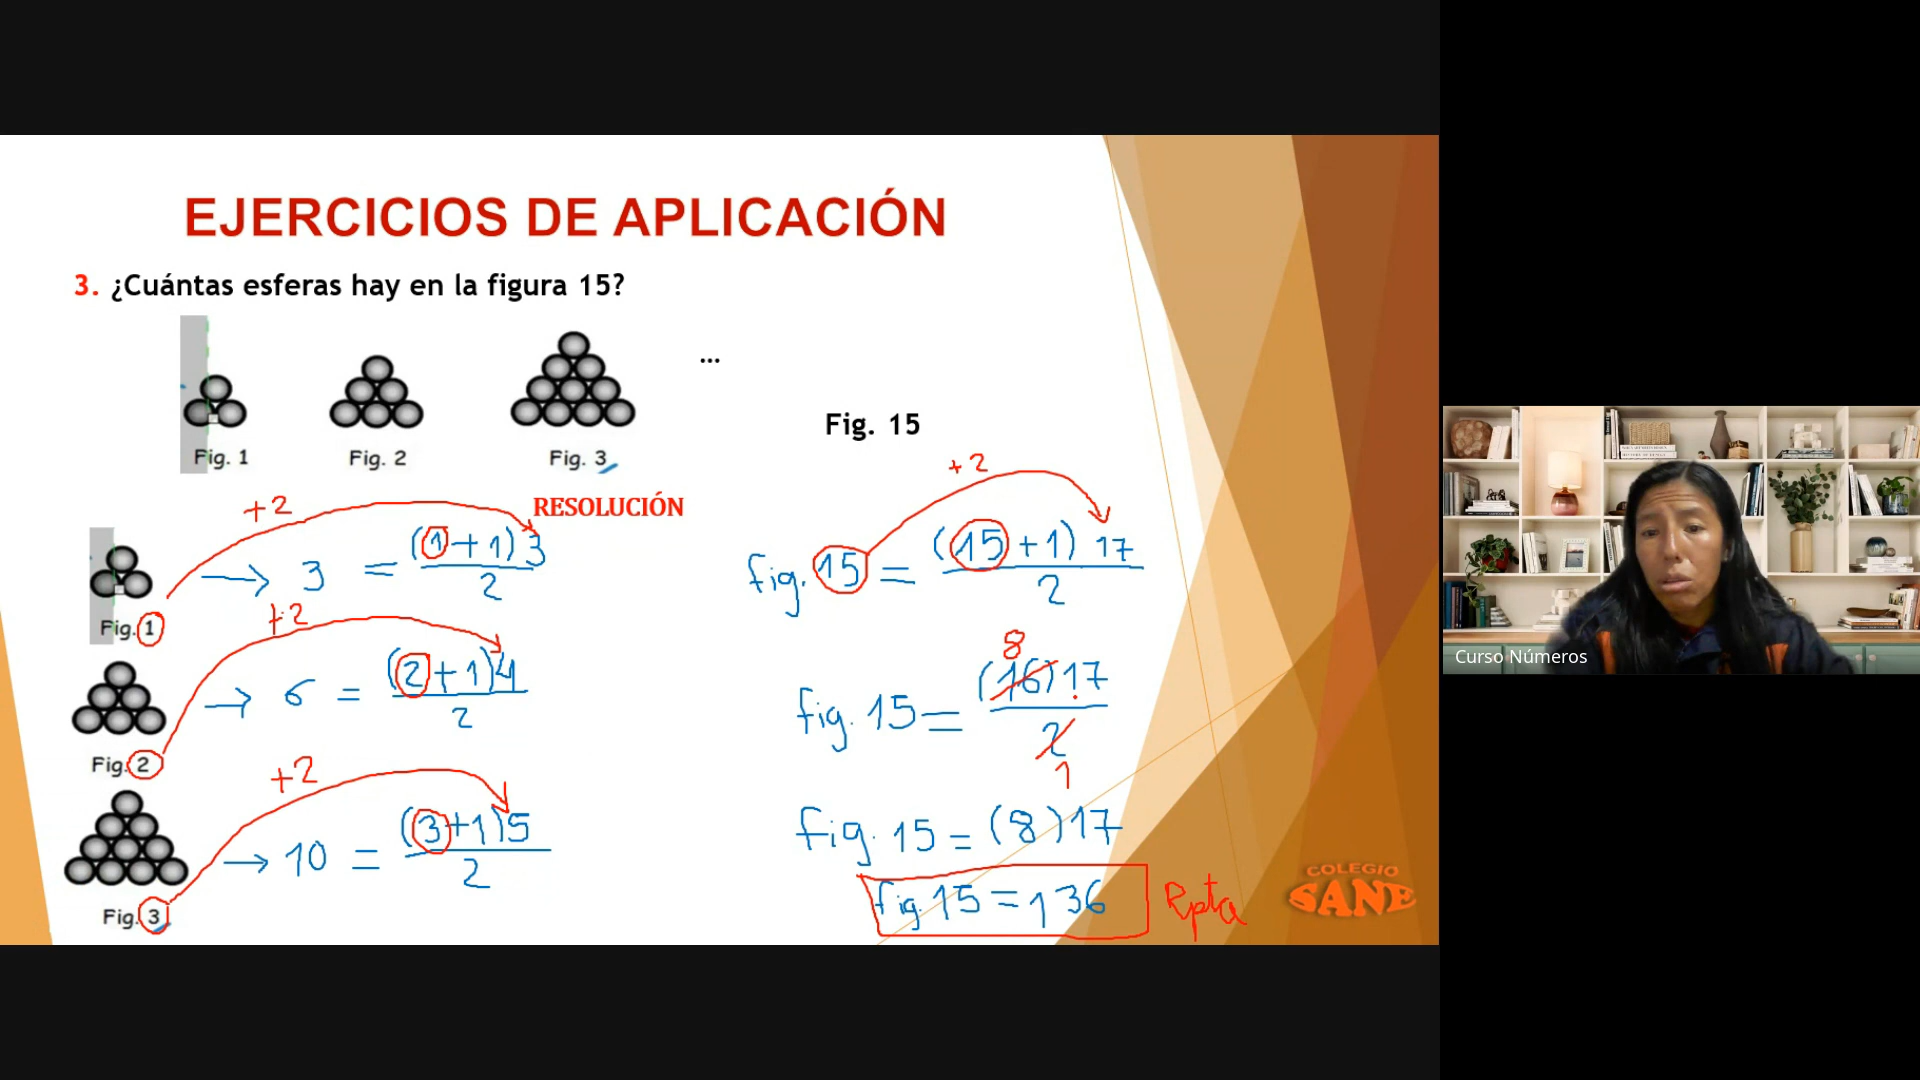 EJERCICIOS DE APLICACIÓN
3. ¿Cuántas esferas hay en la figura 15?
...
Fig. 1
Fig. 2
Fig. 3
Fig. 15
RESOLUCIÓN
+2
Fig. 1 → 3 = (1+1)3/2
+2
Fig. 2 → 6 = (2+1)4/2
+2
Fig. 3 → 10 = (3+1)5/2
+2
fig. 15 = (15+1) 17/2
8
fig. 15 = (16)17/2
1
fig. 15 = (8)17
fig 15 = 136 Rpta
COLEGIO
SANE
Curso Números